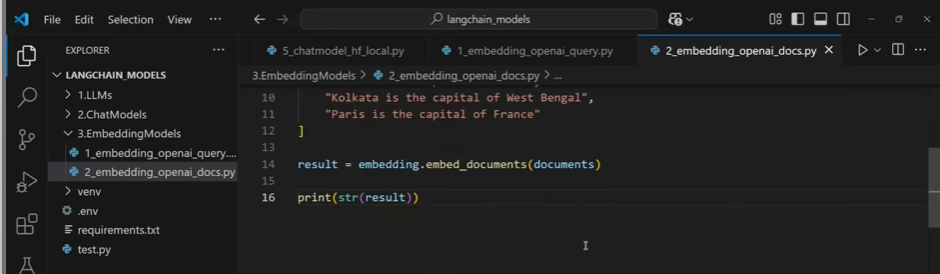 File Edit Selection View ···
langchain_models
EXPLORER ···
LANGCHAIN_MODELS
1.LLMs
2.ChatModels
3.EmbeddingModels
1_embedding_openai_query....
2_embedding_openai_docs.py
venv
.env
requirements.txt
test.py
5_chatmodel_hf_local.py
1_embedding_openai_query.py
2_embedding_openai_docs.py
3.EmbeddingModels > 2_embedding_openai_docs.py > ...
10 "Kolkata is the capital of West Bengal",
11 "Paris is the capital of France"
12 ]
13
14 result = embedding.embed_documents(documents)
15
16 print(str(result))